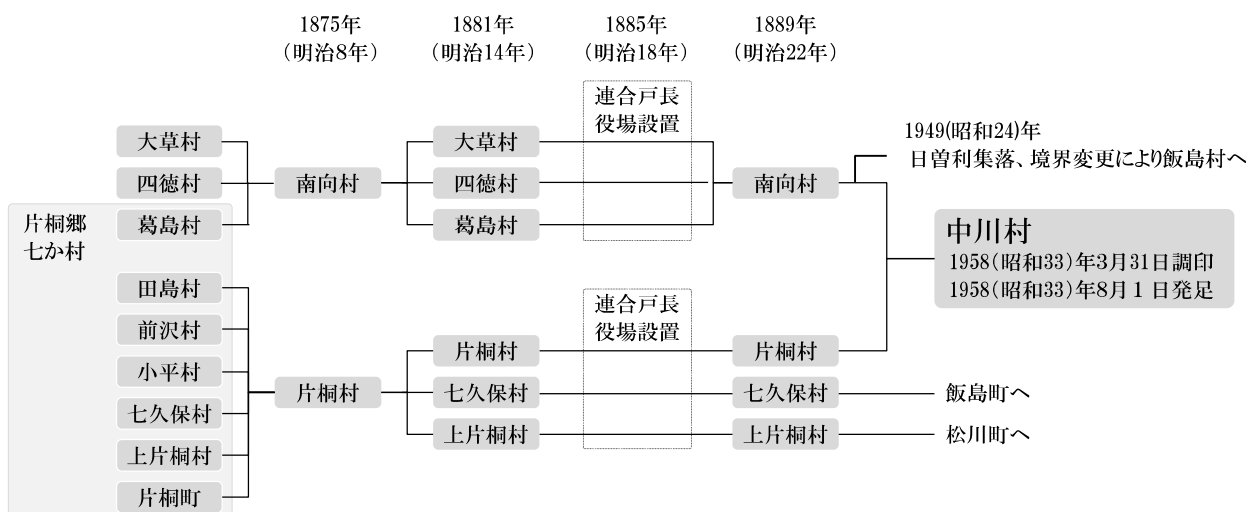 1875年
（明治8年）
1881年
（明治14年）
1885年
（明治18年）
1889年
（明治22年）
連合戸長
役場設置
大草村
四徳村
葛島村
片桐郷
七か村
南向村
大草村
四徳村
葛島村
南向村
1949(昭和24)年
日曽利集落、境界変更により飯島村へ
中川村
1958（昭和33）年3月31日調印
1958（昭和33）年8月1日発足
田島村
前沢村
小平村
七久保村
上片桐村
片桐町
片桐村
連合戸長
役場設置
片桐村
七久保村
上片桐村
片桐村
七久保村
上片桐村
飯島町へ
松川町へ